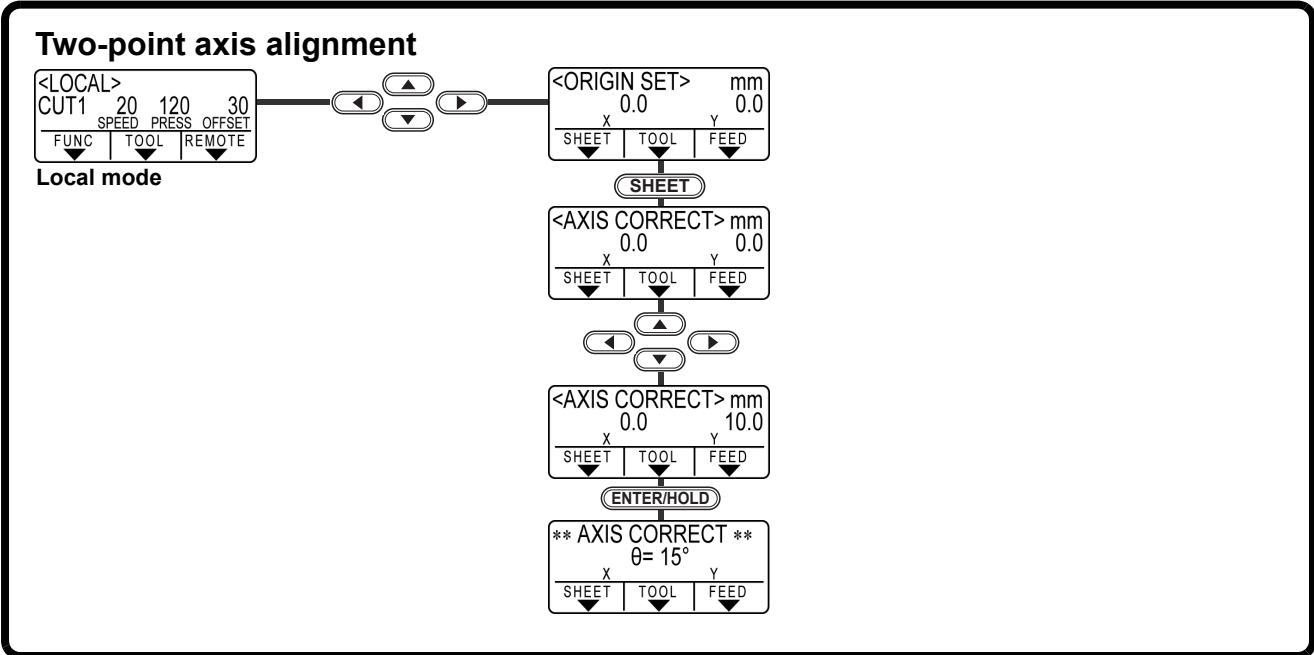 Two-point axis alignment
<LOCAL>
CUT1 20 120 30
SPEED PRESS OFFSET
FUNC TOOL REMOTE
Local mode
<ORIGIN SET> mm
0.0 0.0
X Y
SHEET TOOL FEED
SHEET
<AXIS CORRECT> mm
0.0 0.0
X Y
SHEET TOOL FEED
<AXIS CORRECT> mm
0.0 10.0
X Y
SHEET TOOL FEED
ENTER/HOLD
** AXIS CORRECT **
θ= 15°
X Y
SHEET TOOL FEED